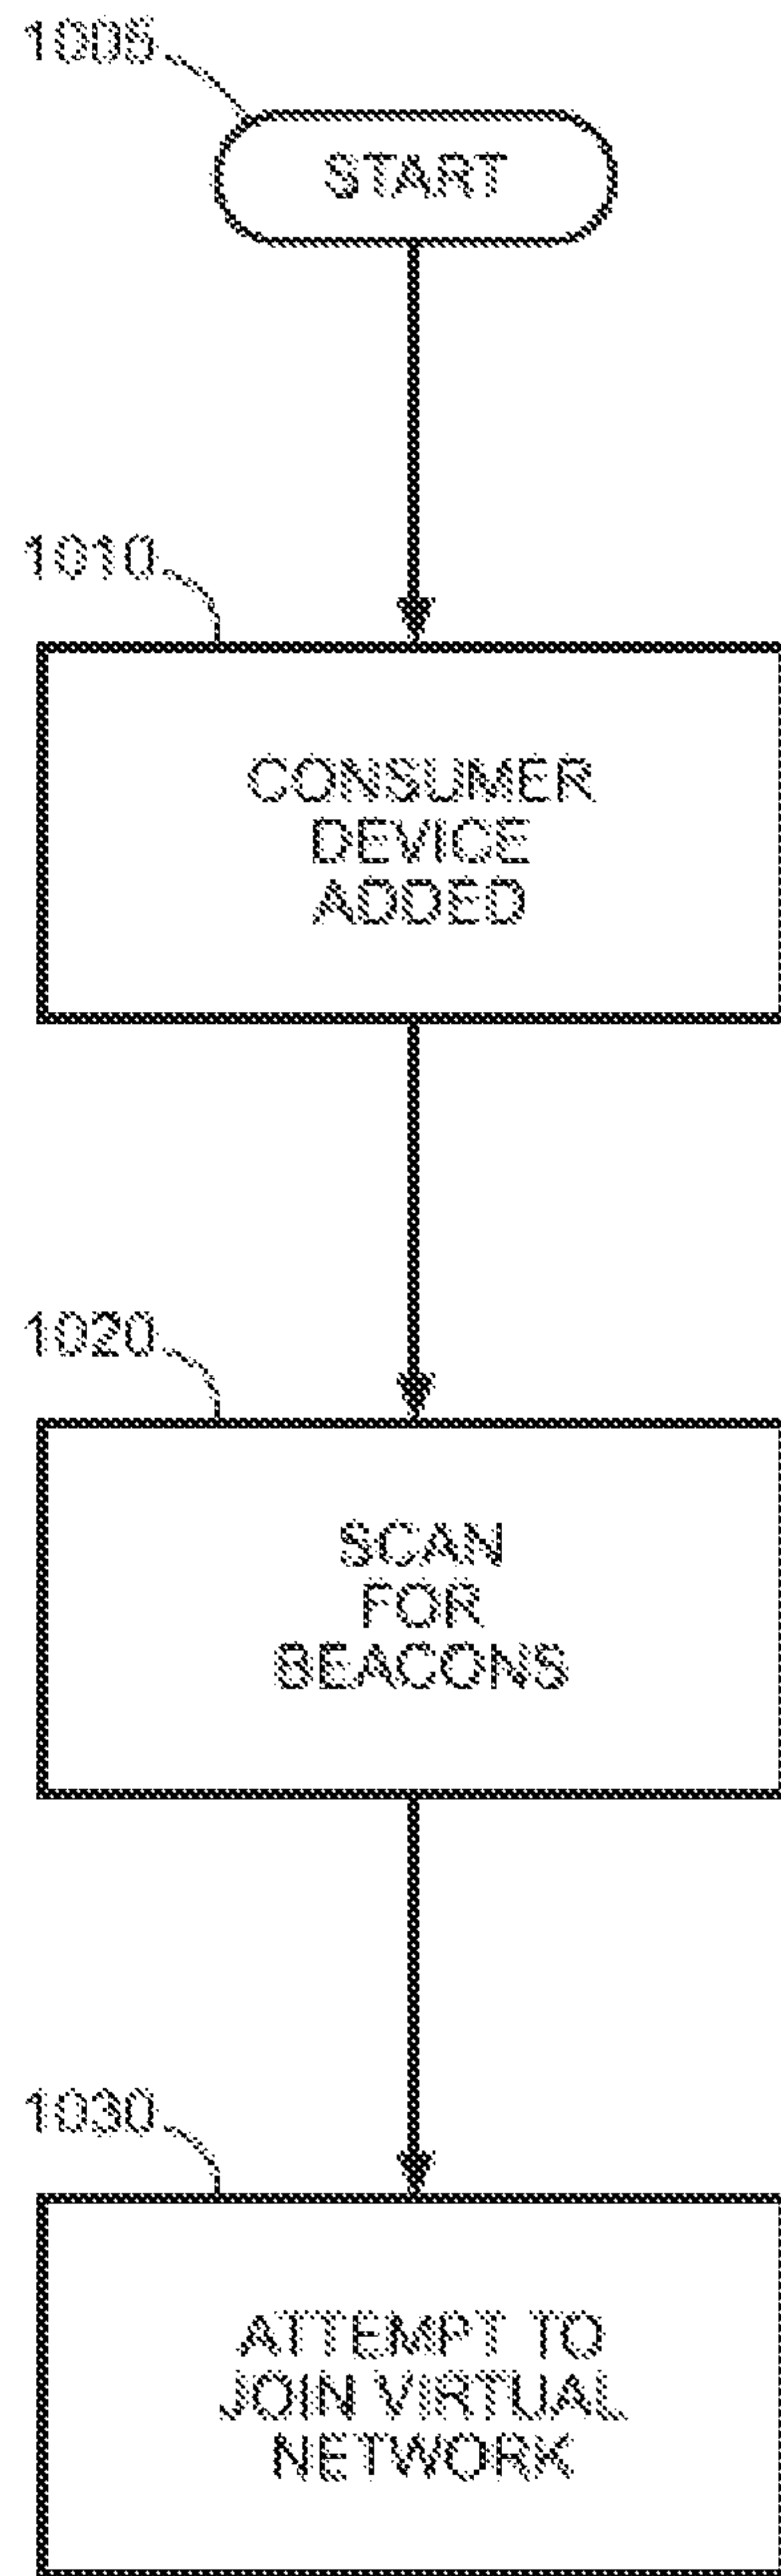 1005
START
1010
CONSUMER
DEVICE
ADDED
1020
SCAN
FOR
BEACONS
1030
ATTEMPT TO
JOIN VIRTUAL
NETWORK